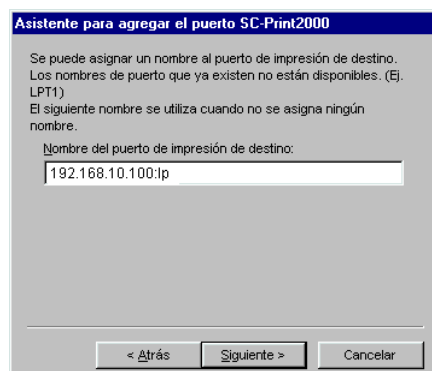 Asistente para agregar el puerto SC-Print2000
Se puede asignar un nombre al puerto de impresión de destino.
Los nombres de puerto que ya existen no están disponibles. (Ej.
LPT1)
El siguiente nombre se utiliza cuando no se asigna ningún
nombre.
Nombre del puerto de impresión de destino:
192.168.10.100:lp
< Atrás
Siguiente >
Cancelar